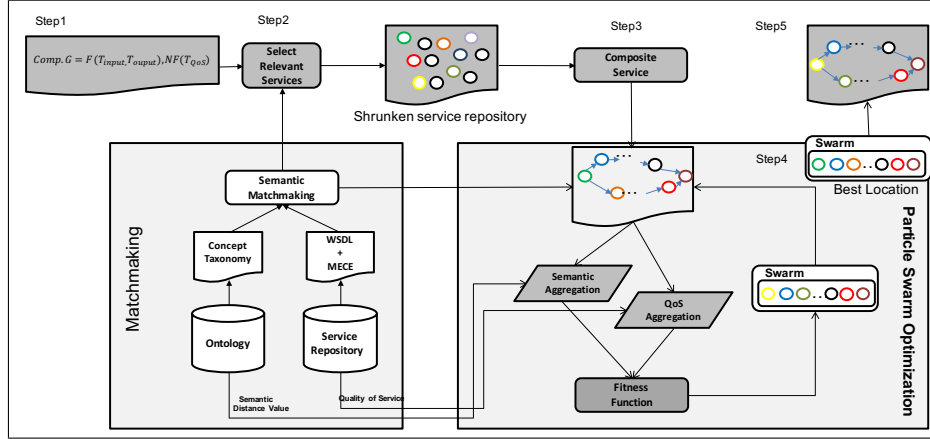 Step1
Step2
Step3
Step5
Comp.G = F(T_input,T_ouput),NF(T_QoS)
Select
Relevant
Services
Composite
Service
Shrunken service repository
Swarm
Best Location
Step4
Semantic
Matchmaking
Concept
Taxonomy
WSDL
+
MECE
Matchmaking
Ontology
Service
Repository
Semantic
Distance Value
Quality of Service
Semantic
Aggregation
QoS
Aggregation
Fitness
Function
Swarm
Particle Swarm Optimization